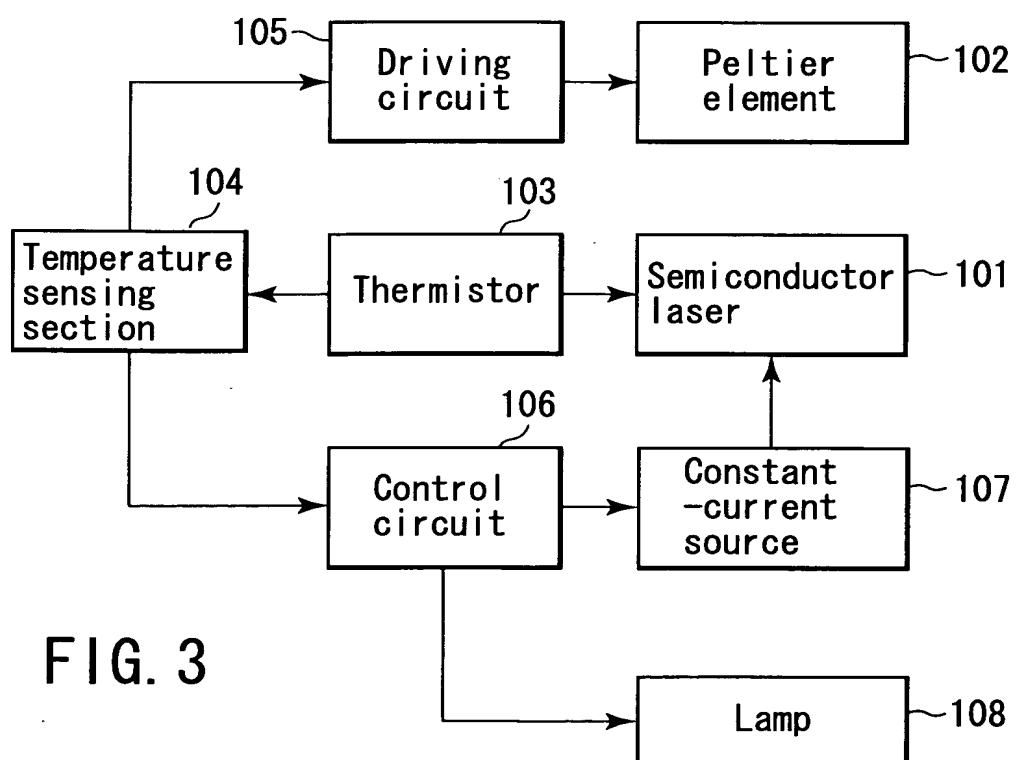 105
Driving
circuit
Peltier
element
102
104
Temperature
sensing
section
103
Thermistor
Semiconductor
laser
101
106
Control
circuit
Constant
-current
source
107
FIG. 3
Lamp
108